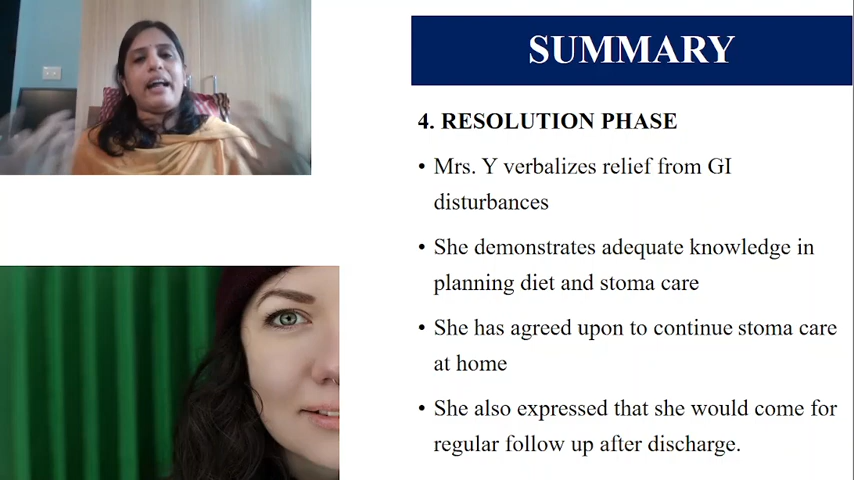 SUMMARY
4. RESOLUTION PHASE
• Mrs. Y verbalizes relief from GI
disturbances
• She demonstrates adequate knowledge in
planning diet and stoma care
• She has agreed upon to continue stoma care
at home
• She also expressed that she would come for
regular follow up after discharge.